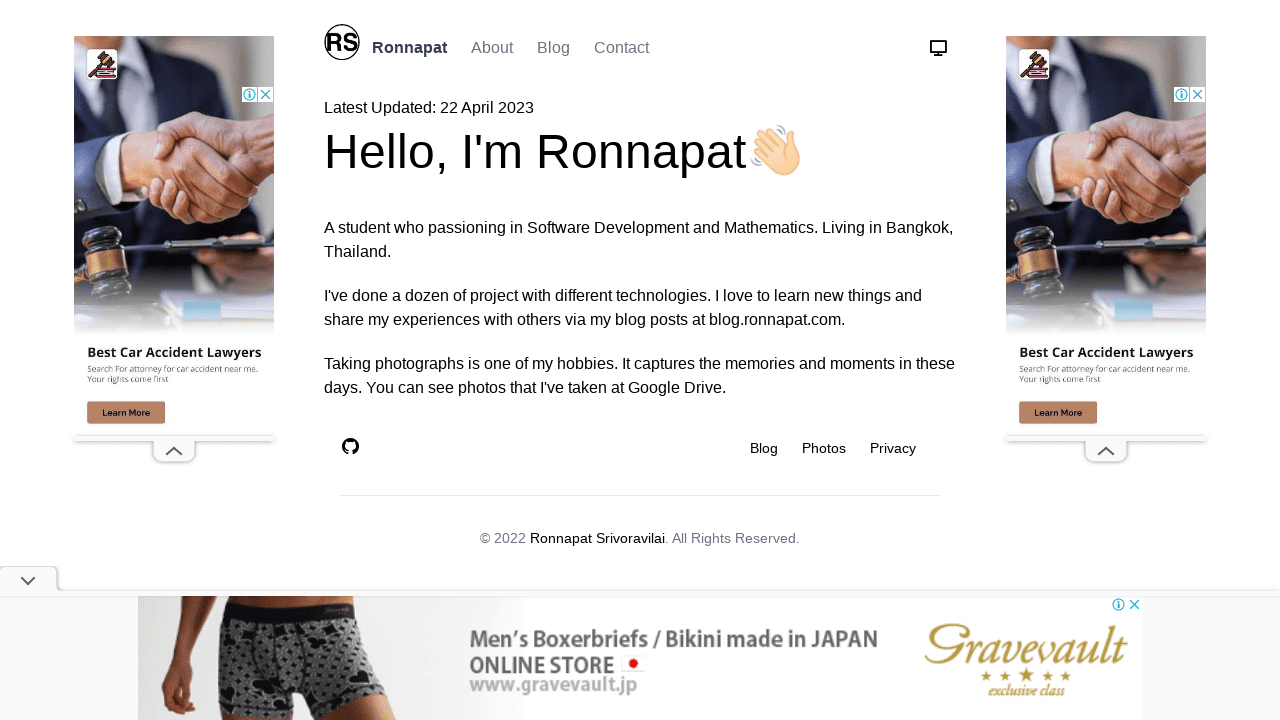 RS
Ronnapat
About
Blog
Contact
Latest Updated: 22 April 2023
Hello, I'm Ronnapat
A student who passioning in Software Development and Mathematics. Living in Bangkok,
Thailand.
I've done a dozen of project with different technologies. I love to learn new things and
share my experiences with others via my blog posts at blog.ronnapat.com.
Taking photographs is one of my hobbies. It captures the memories and moments in these
days. You can see photos that I've taken at Google Drive.
Blog
Photos
Privacy
© 2022 Ronnapat Srivoravilai. All Rights Reserved.
Best Car Accident Lawyers
Search For attorney for car accident near me.
Your rights come first
Learn More
Best Car Accident Lawyers
Search For attorney for car accident near me.
Your rights come first
Learn More
Men's Boxerbriefs / Bikini made in JAPAN
ONLINE STORE
www.gravevault.jp
Gravevault
exclusive class